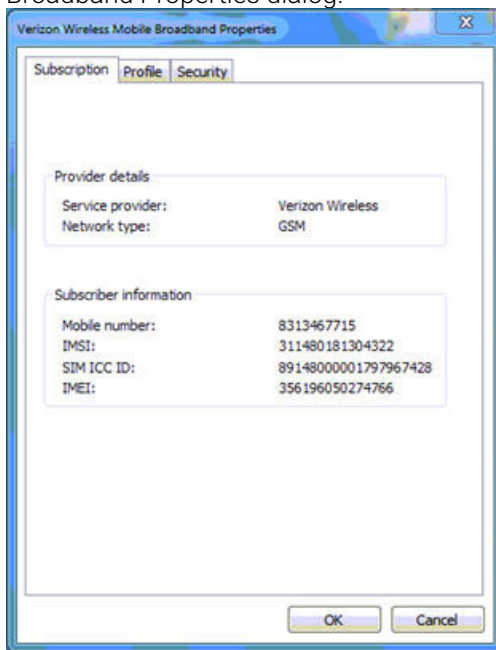 Broadband Properties dialog.
Verizon Wireless Mobile Broadband Properties
Subscription Profile Security
Provider details
Service provider: Verizon Wireless
Network type: GSM
Subscriber information
Mobile number: 8313467715
IMSI: 311480181304322
SIM ICC ID: 89148000001797967428
IMEI: 356196050274766
OK Cancel